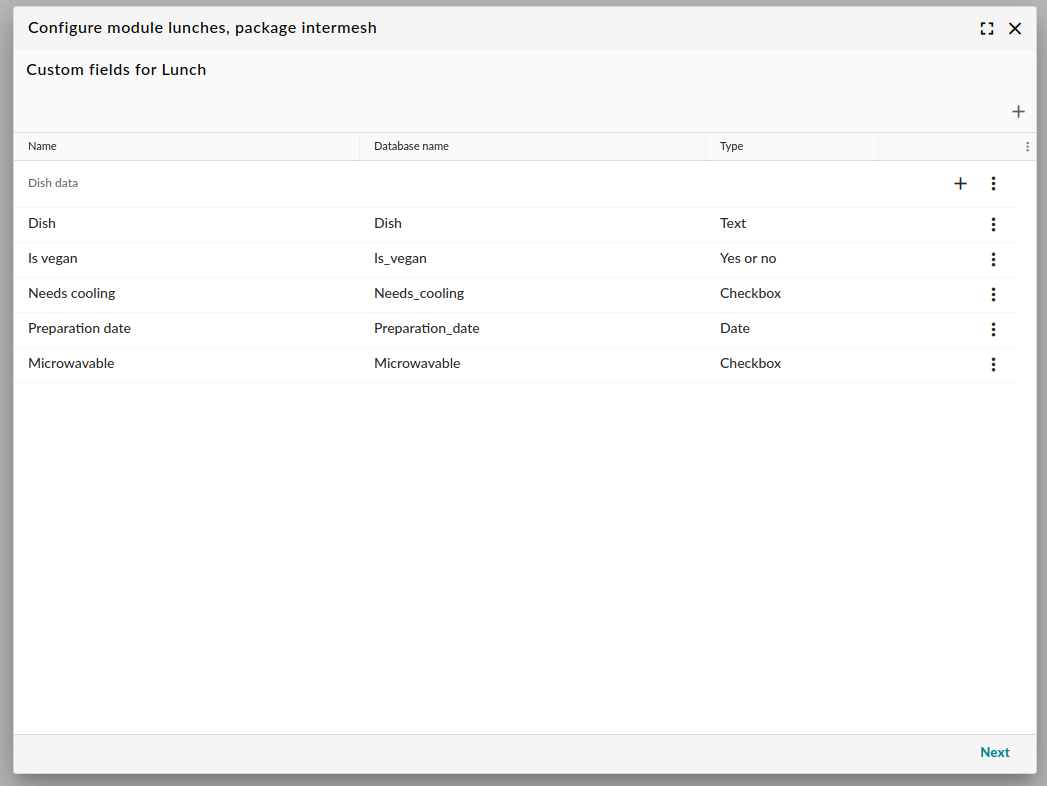 Configure module lunches, package intermesh
Custom fields for Lunch
Name Database name Type
Dish data
Dish Dish Text
Is vegan Is_vegan Yes or no
Needs cooling Needs_cooling Checkbox
Preparation date Preparation_date Date
Microwavable Microwavable Checkbox
Next